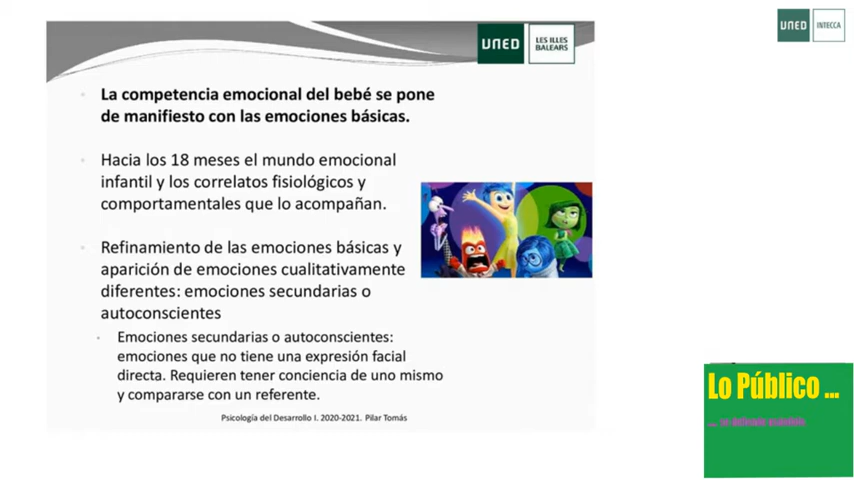 UNED
INTECCA
UNED
LES ILLES
BALEARS
La competencia emocional del bebé se pone
de manifiesto con las emociones básicas.
Hacia los 18 meses el mundo emocional
infantil y los correlatos fisiológicos y
comportamentales que lo acompañan.
Refinamiento de las emociones básicas y
aparición de emociones cualitativamente
diferentes: emociones secundarias o
autoconscientes
Emociones secundarias o autoconscientes:
emociones que no tiene una expresión facial
directa. Requieren tener conciencia de uno mismo
y compararse con un referente.
Psicología del Desarrollo I. 2020-2021. Pilar Tomás
Lo Público ...